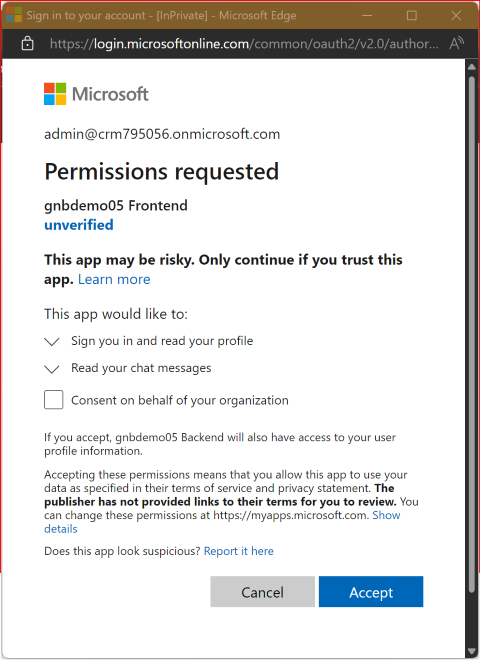 Sign in to your account - [InPrivate] - Microsoft Edge
https://login.microsoftonline.com/common/oauth2/v2.0/author...
Microsoft
admin@crm795056.onmicrosoft.com
Permissions requested
gnbdemo05 Frontend
unverified
This app may be risky. Only continue if you trust this
app. Learn more
This app would like to:
Sign you in and read your profile
Read your chat messages
Consent on behalf of your organization
If you accept, gnbdemo05 Backend will also have access to your user
profile information.
Accepting these permissions means that you allow this app to use your
data as specified in their terms of service and privacy statement. The
publisher has not provided links to their terms for you to review. You
can change these permissions at https://myapps.microsoft.com. Show
details
Does this app look suspicious? Report it here
Cancel
Accept